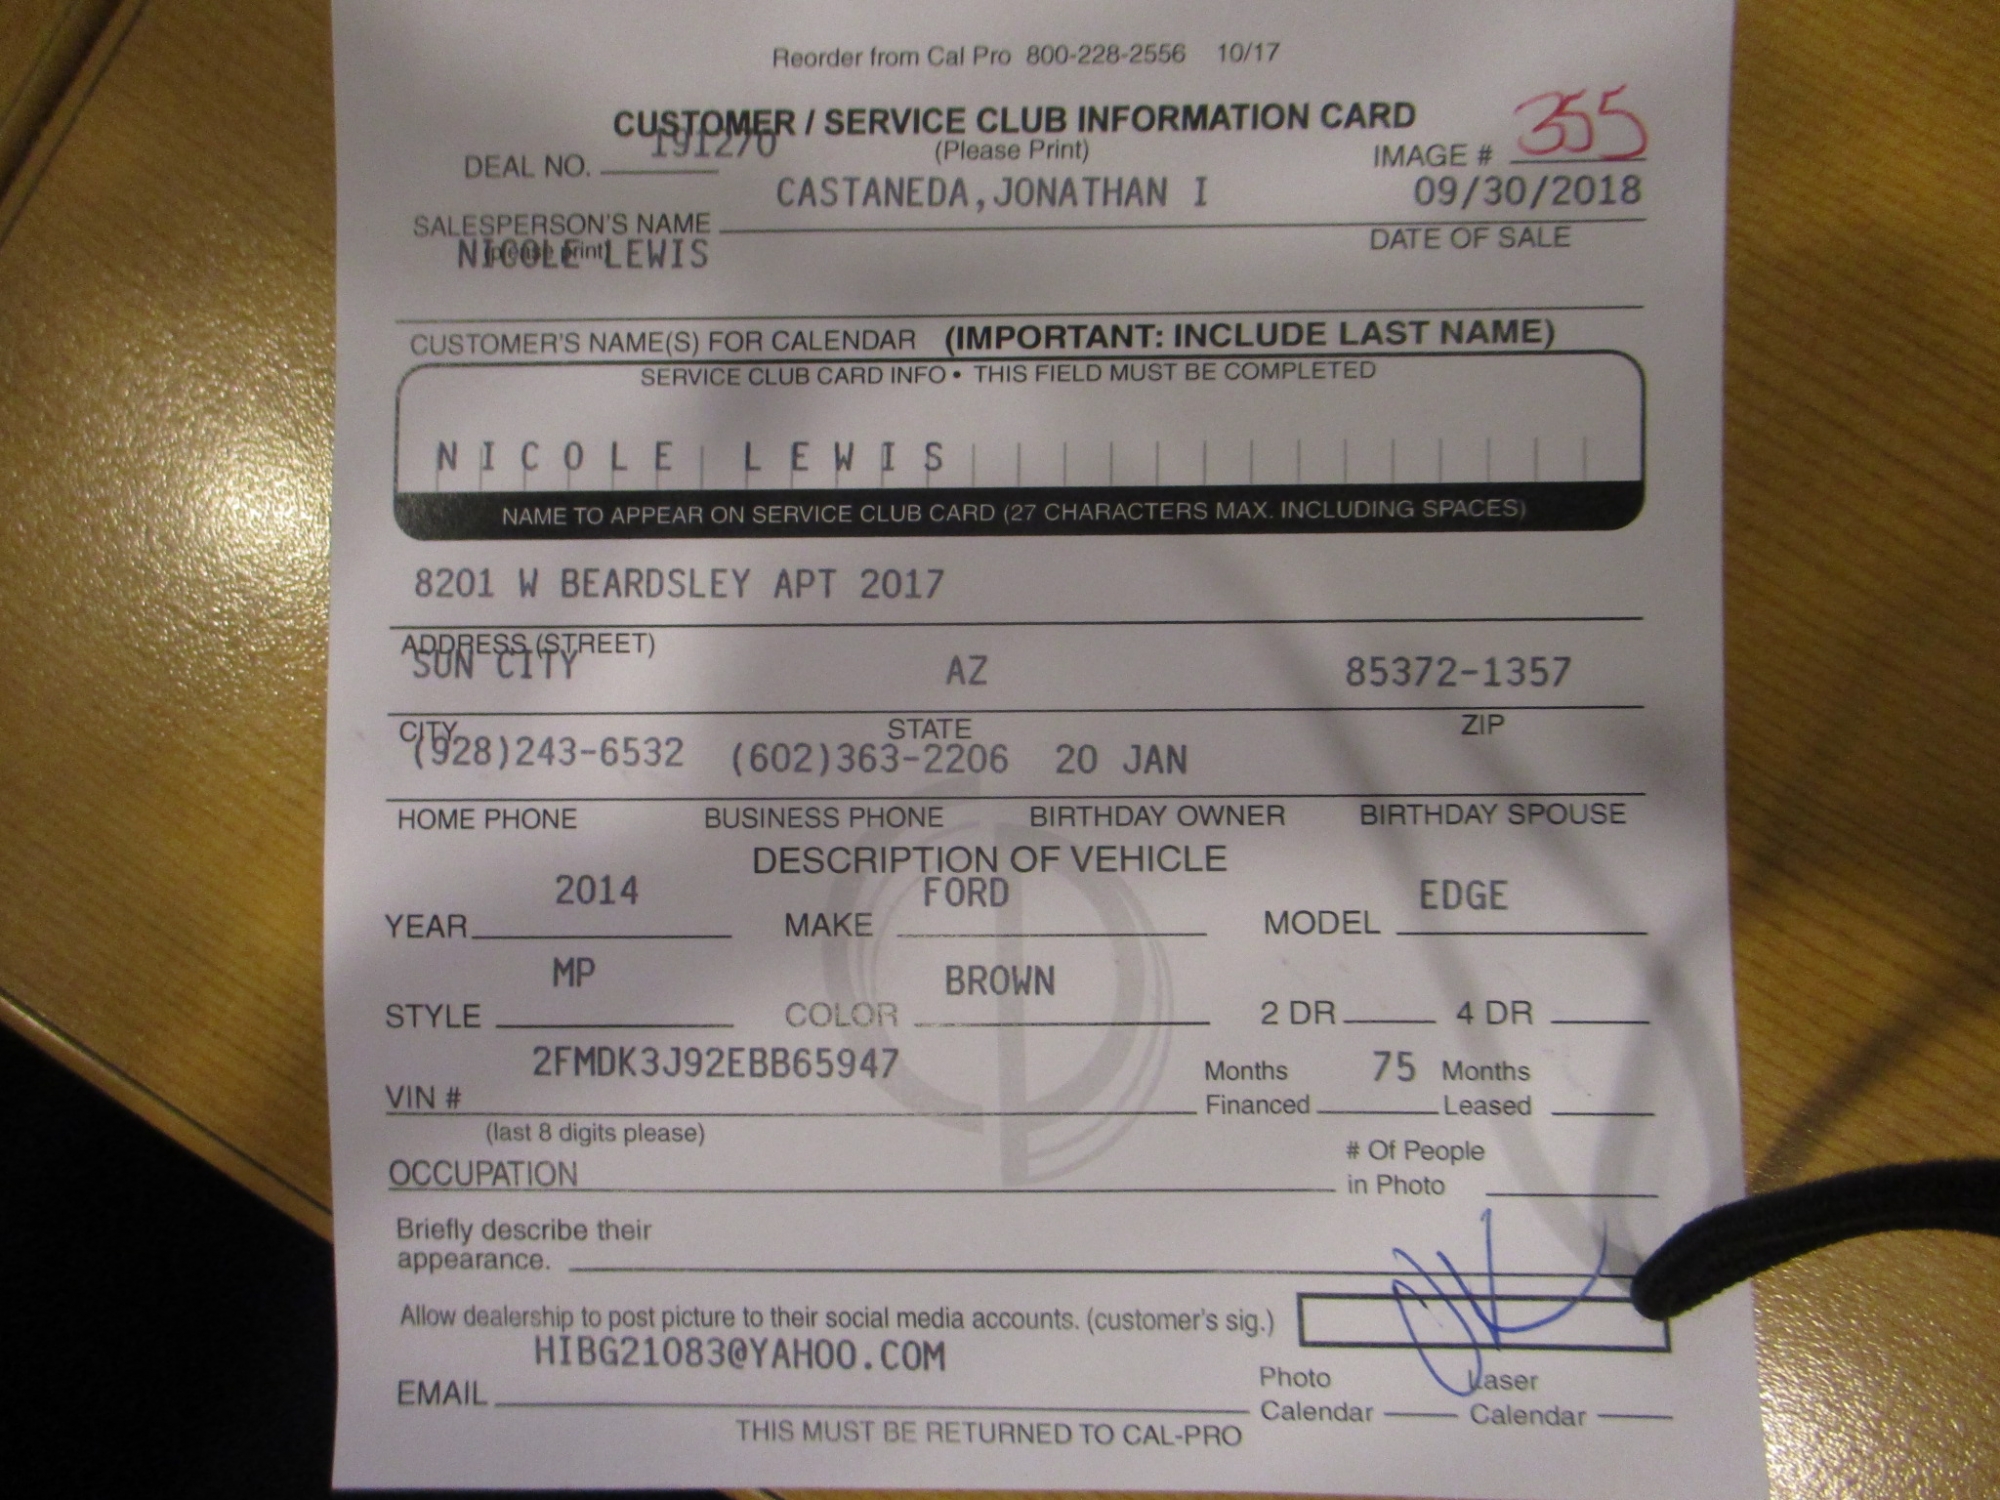 Reorder from Cal Pro 800-228-2556 10/17
CUSTOMER / SERVICE CLUB INFORMATION CARD
(Please Print)
DEAL NO. 191270
IMAGE # 355
SALESPERSON'S NAME CASTANEDA,JONATHAN I 09/30/2018
(please print) DATE OF SALE
NICOLE LEWIS
CUSTOMER'S NAME(S) FOR CALENDAR (IMPORTANT: INCLUDE LAST NAME)
SERVICE CLUB CARD INFO • THIS FIELD MUST BE COMPLETED
NICOLE LEWIS
NAME TO APPEAR ON SERVICE CLUB CARD (27 CHARACTERS MAX. INCLUDING SPACES)
8201 W BEARDSLEY APT 2017
ADDRESS (STREET)
SUN CITY AZ 85372-1357
CITY STATE ZIP
(928)243-6532 (602)363-2206 20 JAN
HOME PHONE BUSINESS PHONE BIRTHDAY OWNER BIRTHDAY SPOUSE
DESCRIPTION OF VEHICLE
YEAR 2014 MAKE FORD MODEL EDGE
STYLE MP COLOR BROWN 2 DR 4 DR
VIN # 2FMDK3J92EBB65947 Months Financed 75 Months Leased
(last 8 digits please)
OCCUPATION # Of People in Photo
Briefly describe their
appearance.
Allow dealership to post picture to their social media accounts. (customer's sig.)
EMAIL HIBG21083@YAHOO.COM Photo Calendar Laser Calendar
THIS MUST BE RETURNED TO CAL-PRO